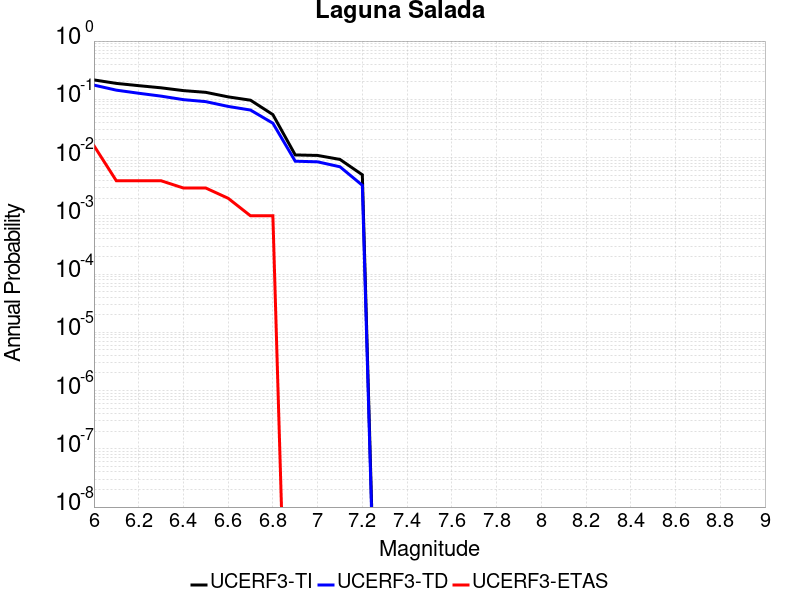 Laguna Salada
10^0
10^-1
10^-2
10^-3
10^-4
10^-5
10^-6
10^-7
10^-8
Annual Probability
6 6.2 6.4 6.6 6.8 7 7.2 7.4 7.6 7.8 8 8.2 8.4 8.6 8.8 9
Magnitude
UCERF3-TI UCERF3-TD UCERF3-ETAS